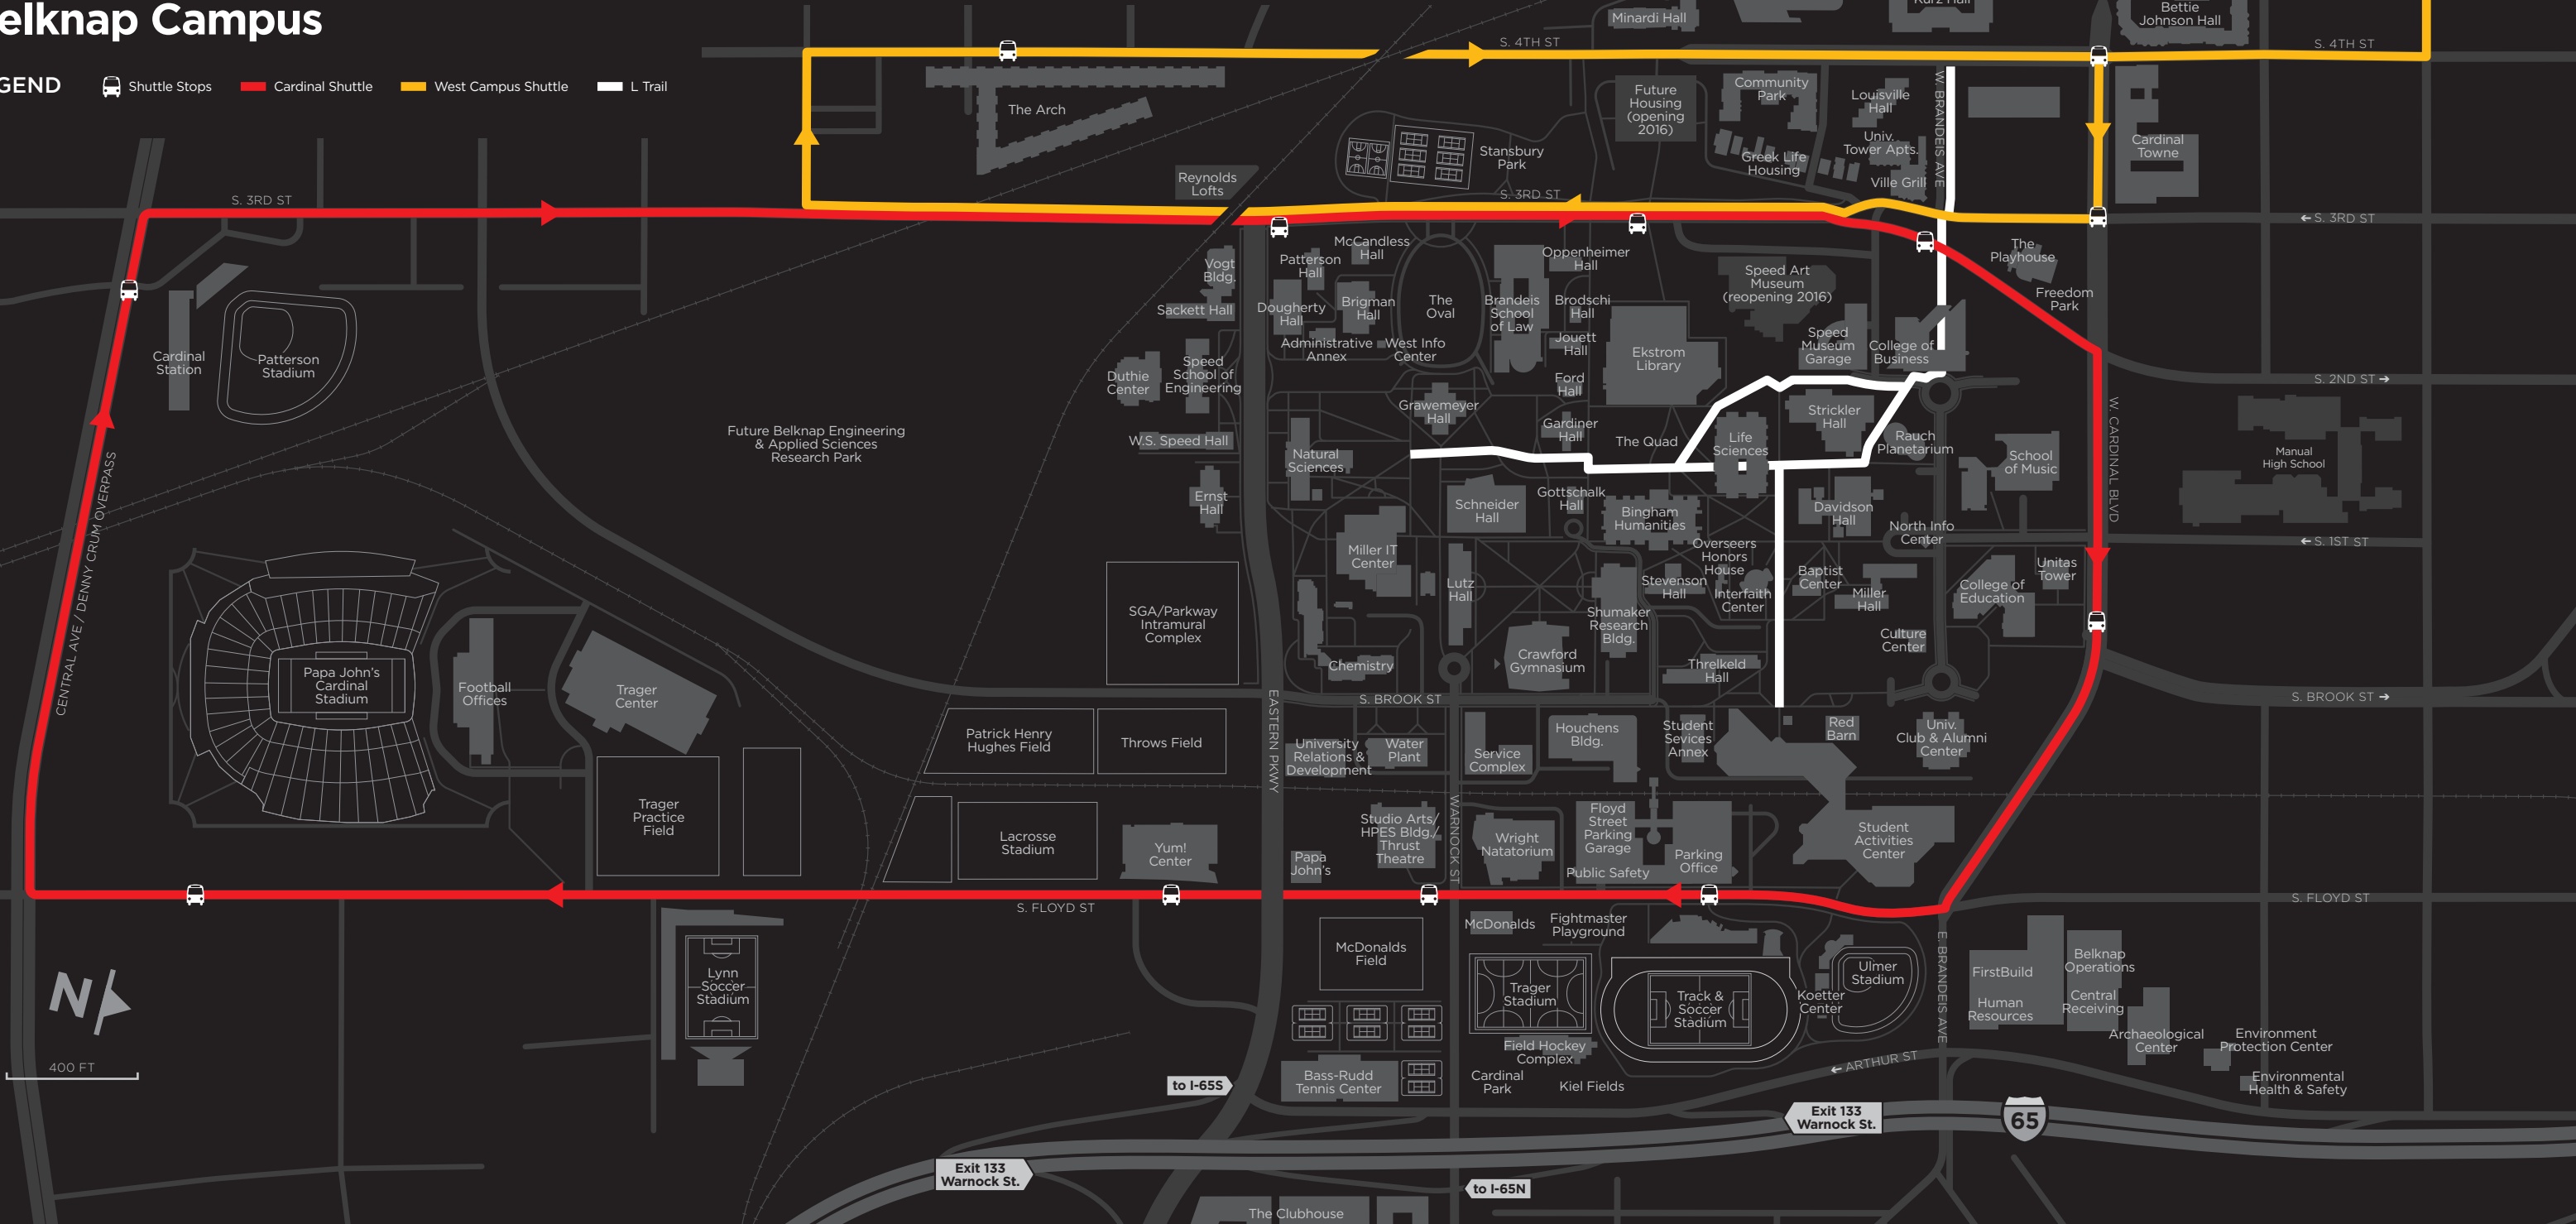 elknap Campus
GEND
Shuttle Stops
Cardinal Shuttle
West Campus Shuttle
L Trail
Minardi Hall
Kurz Hall
Bettie
Johnson Hall
S. 4TH ST
S. 4TH ST
The Arch
Reynolds
Lofts
Stansbury
Park
Future
Housing
(opening
2016)
Community
Park
Louisville
Hall
Univ.
Tower Apts.
Greek Life
Housing
Ville Grill
W. BRANDEIS AVE
Cardinal
Towne
S. 3RD ST
S. 3RD ST
←S. 3RD ST
Cardinal
Station
Patterson
Stadium
Vogt
Bldg.
Sackett Hall
Patterson
Hall
McCandless
Hall
Dougherty
Hall
Brigman
Hall
Administrative
Annex
West Info
Center
The
Oval
Brandeis
School
of Law
Oppenheimer
Hall
Brodschi
Hall
Jouett
Hall
Ford
Hall
Ekstrom
Library
Speed Art
Museum
(reopening 2016)
Speed
Museum
Garage
College of
Business
The
Playhouse
Freedom
Park
Duthie
Center
Speed
School of
Engineering
W.S. Speed Hall
Ernst
Hall
Future Belknap Engineering
& Applied Sciences
Research Park
Natural
Sciences
Grawemeyer
Hall
Gardiner
Hall
The Quad
Life
Sciences
Strickler
Hall
Rauch
Planetarium
School
of Music
S. 2ND ST →
W. CARDINAL BLVD
Manual
High School
Schneider
Hall
Gottschalk
Hall
Bingham
Humanities
Davidson
Hall
North Info
Center
← S. 1ST ST
Miller IT
Center
Lutz
Hall
Overseers
Honors
House
Stevenson
Hall
Interfaith
Center
Baptist
Center
Miller
Hall
College of
Education
Unitas
Tower
Shumaker
Research
Bldg.
Culture
Center
Chemistry
Crawford
Gymnasium
Threlkeld
Hall
CENTRAL AVE / DENNY CRUM OVERPASS
Papa John's
Cardinal
Stadium
Football
Offices
Trager
Center
SGA/Parkway
Intramural
Complex
S. BROOK ST
S. BROOK ST →
EASTERN PKWY
Patrick Henry
Hughes Field
Throws Field
University
Relations &
Development
Water
Plant
Service
Complex
Houchens
Bldg.
Student
Sevices
Annex
Red
Barn
Univ.
Club & Alumni
Center
Trager
Practice
Field
Lacrosse
Stadium
Yum!
Center
Papa
John's
Studio Arts/
HPES Bldg./
Thrust
Theatre
WARNOCK ST
Wright
Natatorium
Floyd
Street
Parking
Garage
Public Safety
Parking
Office
Student
Activities
Center
S. FLOYD ST
S. FLOYD ST
Lynn
Soccer
Stadium
McDonalds
Field
McDonalds
Fightmaster
Playground
Trager
Stadium
Track &
Soccer
Stadium
Koetter
Center
Ulmer
Stadium
E. BRANDEIS AVE
FirstBuild
Human
Resources
Belknap
Operations
Central
Receiving
Archaeological
Center
Environment
Protection Center
Environmental
Health & Safety
Field Hockey
Complex
Bass-Rudd
Tennis Center
Cardinal
Park
Kiel Fields
← ARTHUR ST
N
400 FT
to I-65S
Exit 133
Warnock St.
65
Exit 133
Warnock St.
to I-65N
The Clubhouse